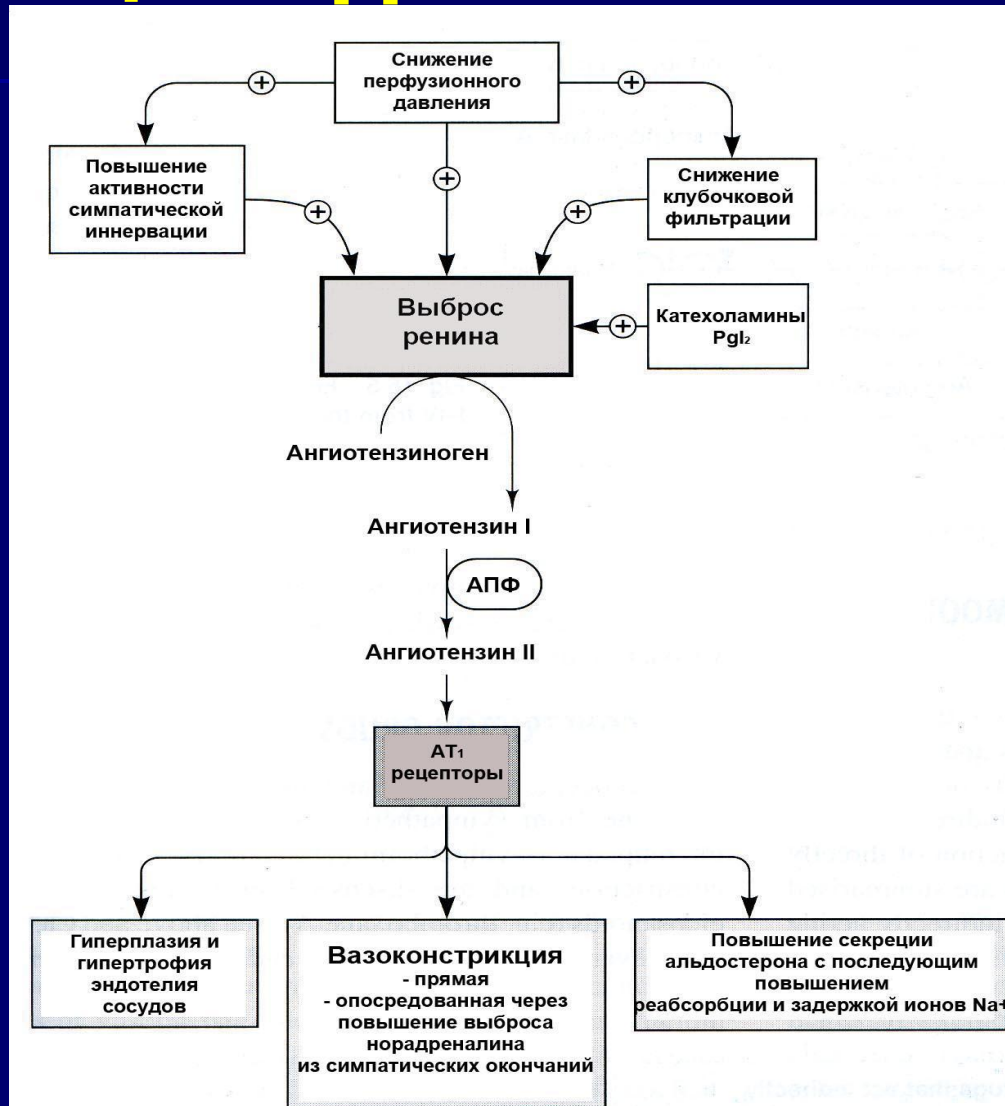 Снижение
перфузионного
давления
Повышение
активности
симпатической
иннервации
Снижение
клубочковой
фильтрации
Выброс
ренина
Катехоламины
PgI₂
Ангиотензиноген
Ангиотензин I
АПФ
Ангиотензин II
АТ₁
рецепторы
Гиперплазия и
гипертрофия
эндотелия
сосудов
Вазоконстрикция
- прямая
- опосредованная через
повышение выброса
норадреналина
из симпатических окончаний
Повышение секреции
альдостерона с последующим
повышением
реабсорбции и задержкой ионов Na+